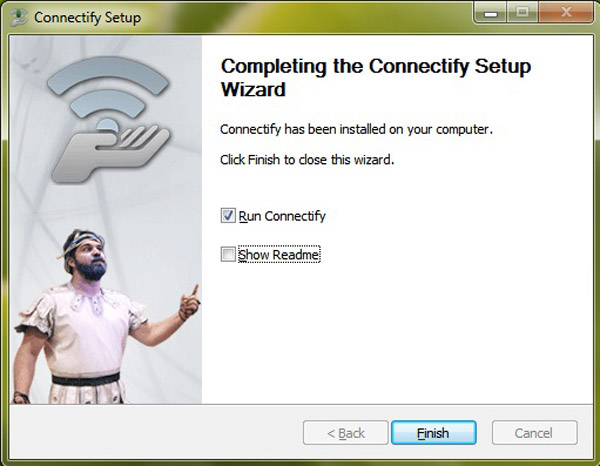 Connectify Setup
Completing the Connectify Setup
Wizard
Connectify has been installed on your computer.
Click Finish to close this wizard.
Run Connectify
Show Readme
< Back
Finish
Cancel